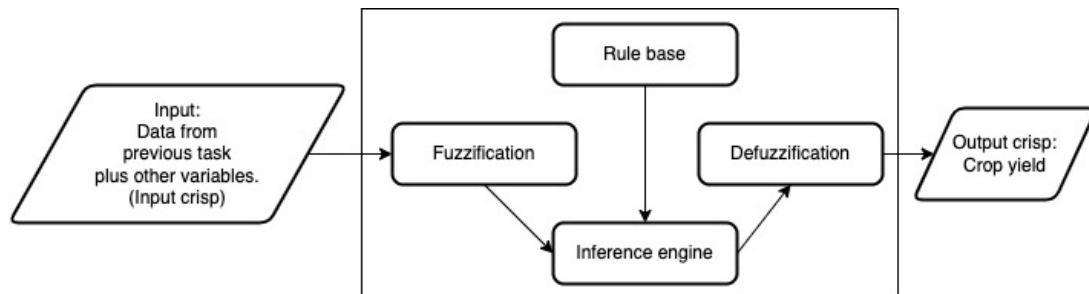 Input:
Data from
previous task
plus other variables.
(Input crisp)
Rule base
Fuzzification
Defuzzification
Inference engine
Output crisp:
Crop yield